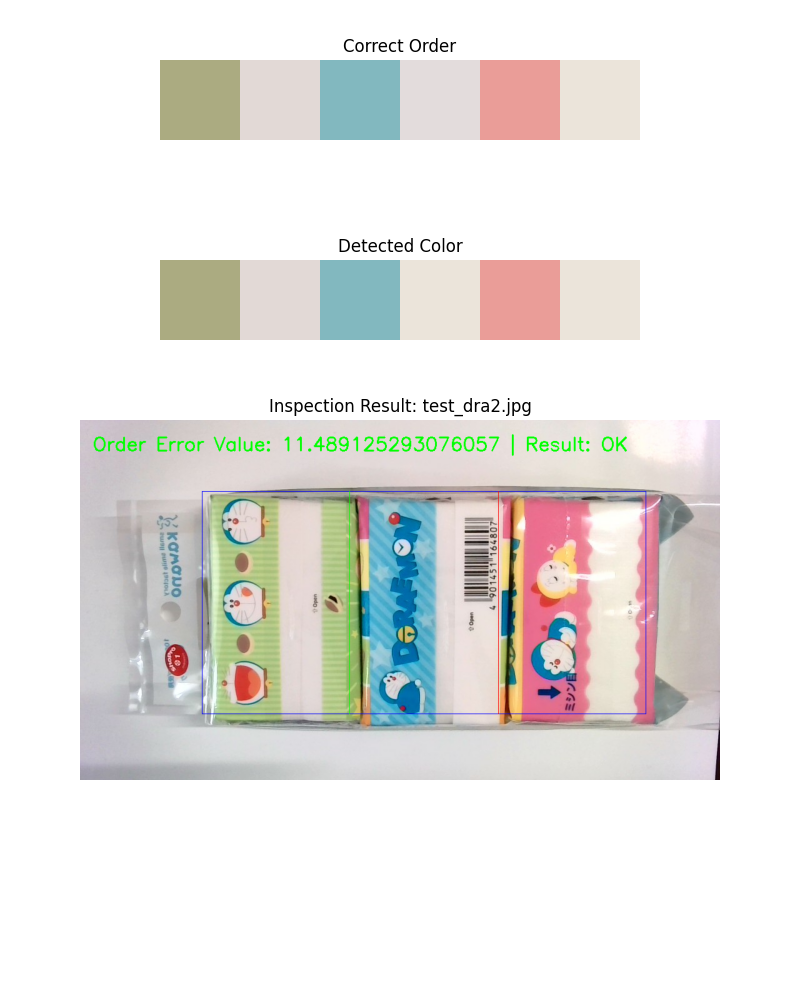 Correct Order
Detected Color
Inspection Result: test_dra2.jpg
Order Error Value: 11.489125293076057 | Result: OK
KAWANO
☆Open
DORAEMON
4 901451 164807
☆Open
ミシン目